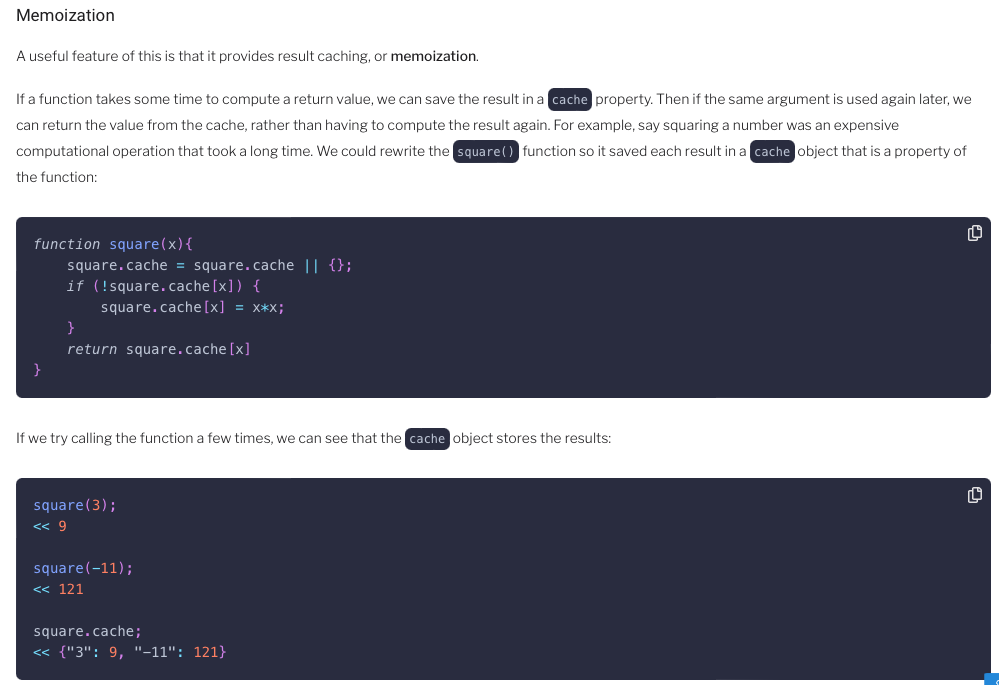 Memoization
A useful feature of this is that it provides result caching, or memoization.
If a function takes some time to compute a return value, we can save the result in a cache property. Then if the same argument is used again later, we
can return the value from the cache, rather than having to compute the result again. For example, say squaring a number was an expensive
computational operation that took a long time. We could rewrite the square() function so it saved each result in a cache object that is a property of
the function:
function square(x){
    square.cache = square.cache || {};
    if (!square.cache[x]) {
        square.cache[x] = x*x;
    }
    return square.cache[x]
}
If we try calling the function a few times, we can see that the cache object stores the results:
square(3);
<< 9
square(−11);
<< 121
square.cache;
<< {"3": 9, "−11": 121}